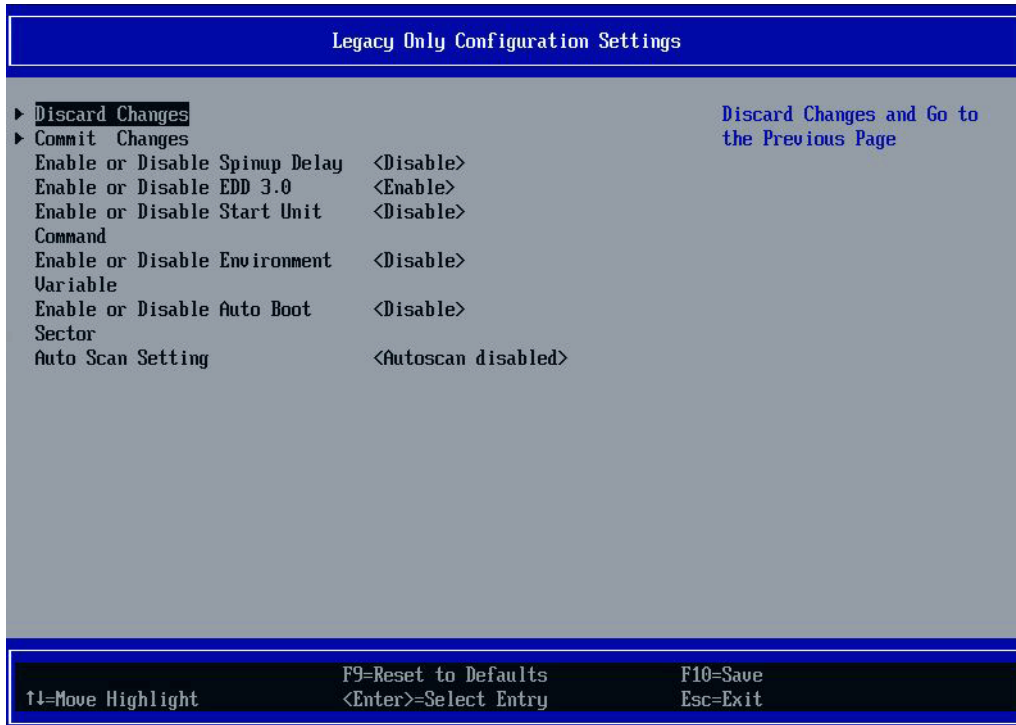 Legacy Only Configuration Settings
▶ Discard Changes Discard Changes and Go to
▶ Commit  Changes the Previous Page
Enable or Disable Spinup Delay <Disable>
Enable or Disable EDD 3.0 <Enable>
Enable or Disable Start Unit <Disable>
Command
Enable or Disable Environment <Disable>
Variable
Enable or Disable Auto Boot <Disable>
Sector
Auto Scan Setting <Autoscan disabled>
F9=Reset to Defaults F10=Save
↑↓=Move Highlight <Enter>=Select Entry Esc=Exit